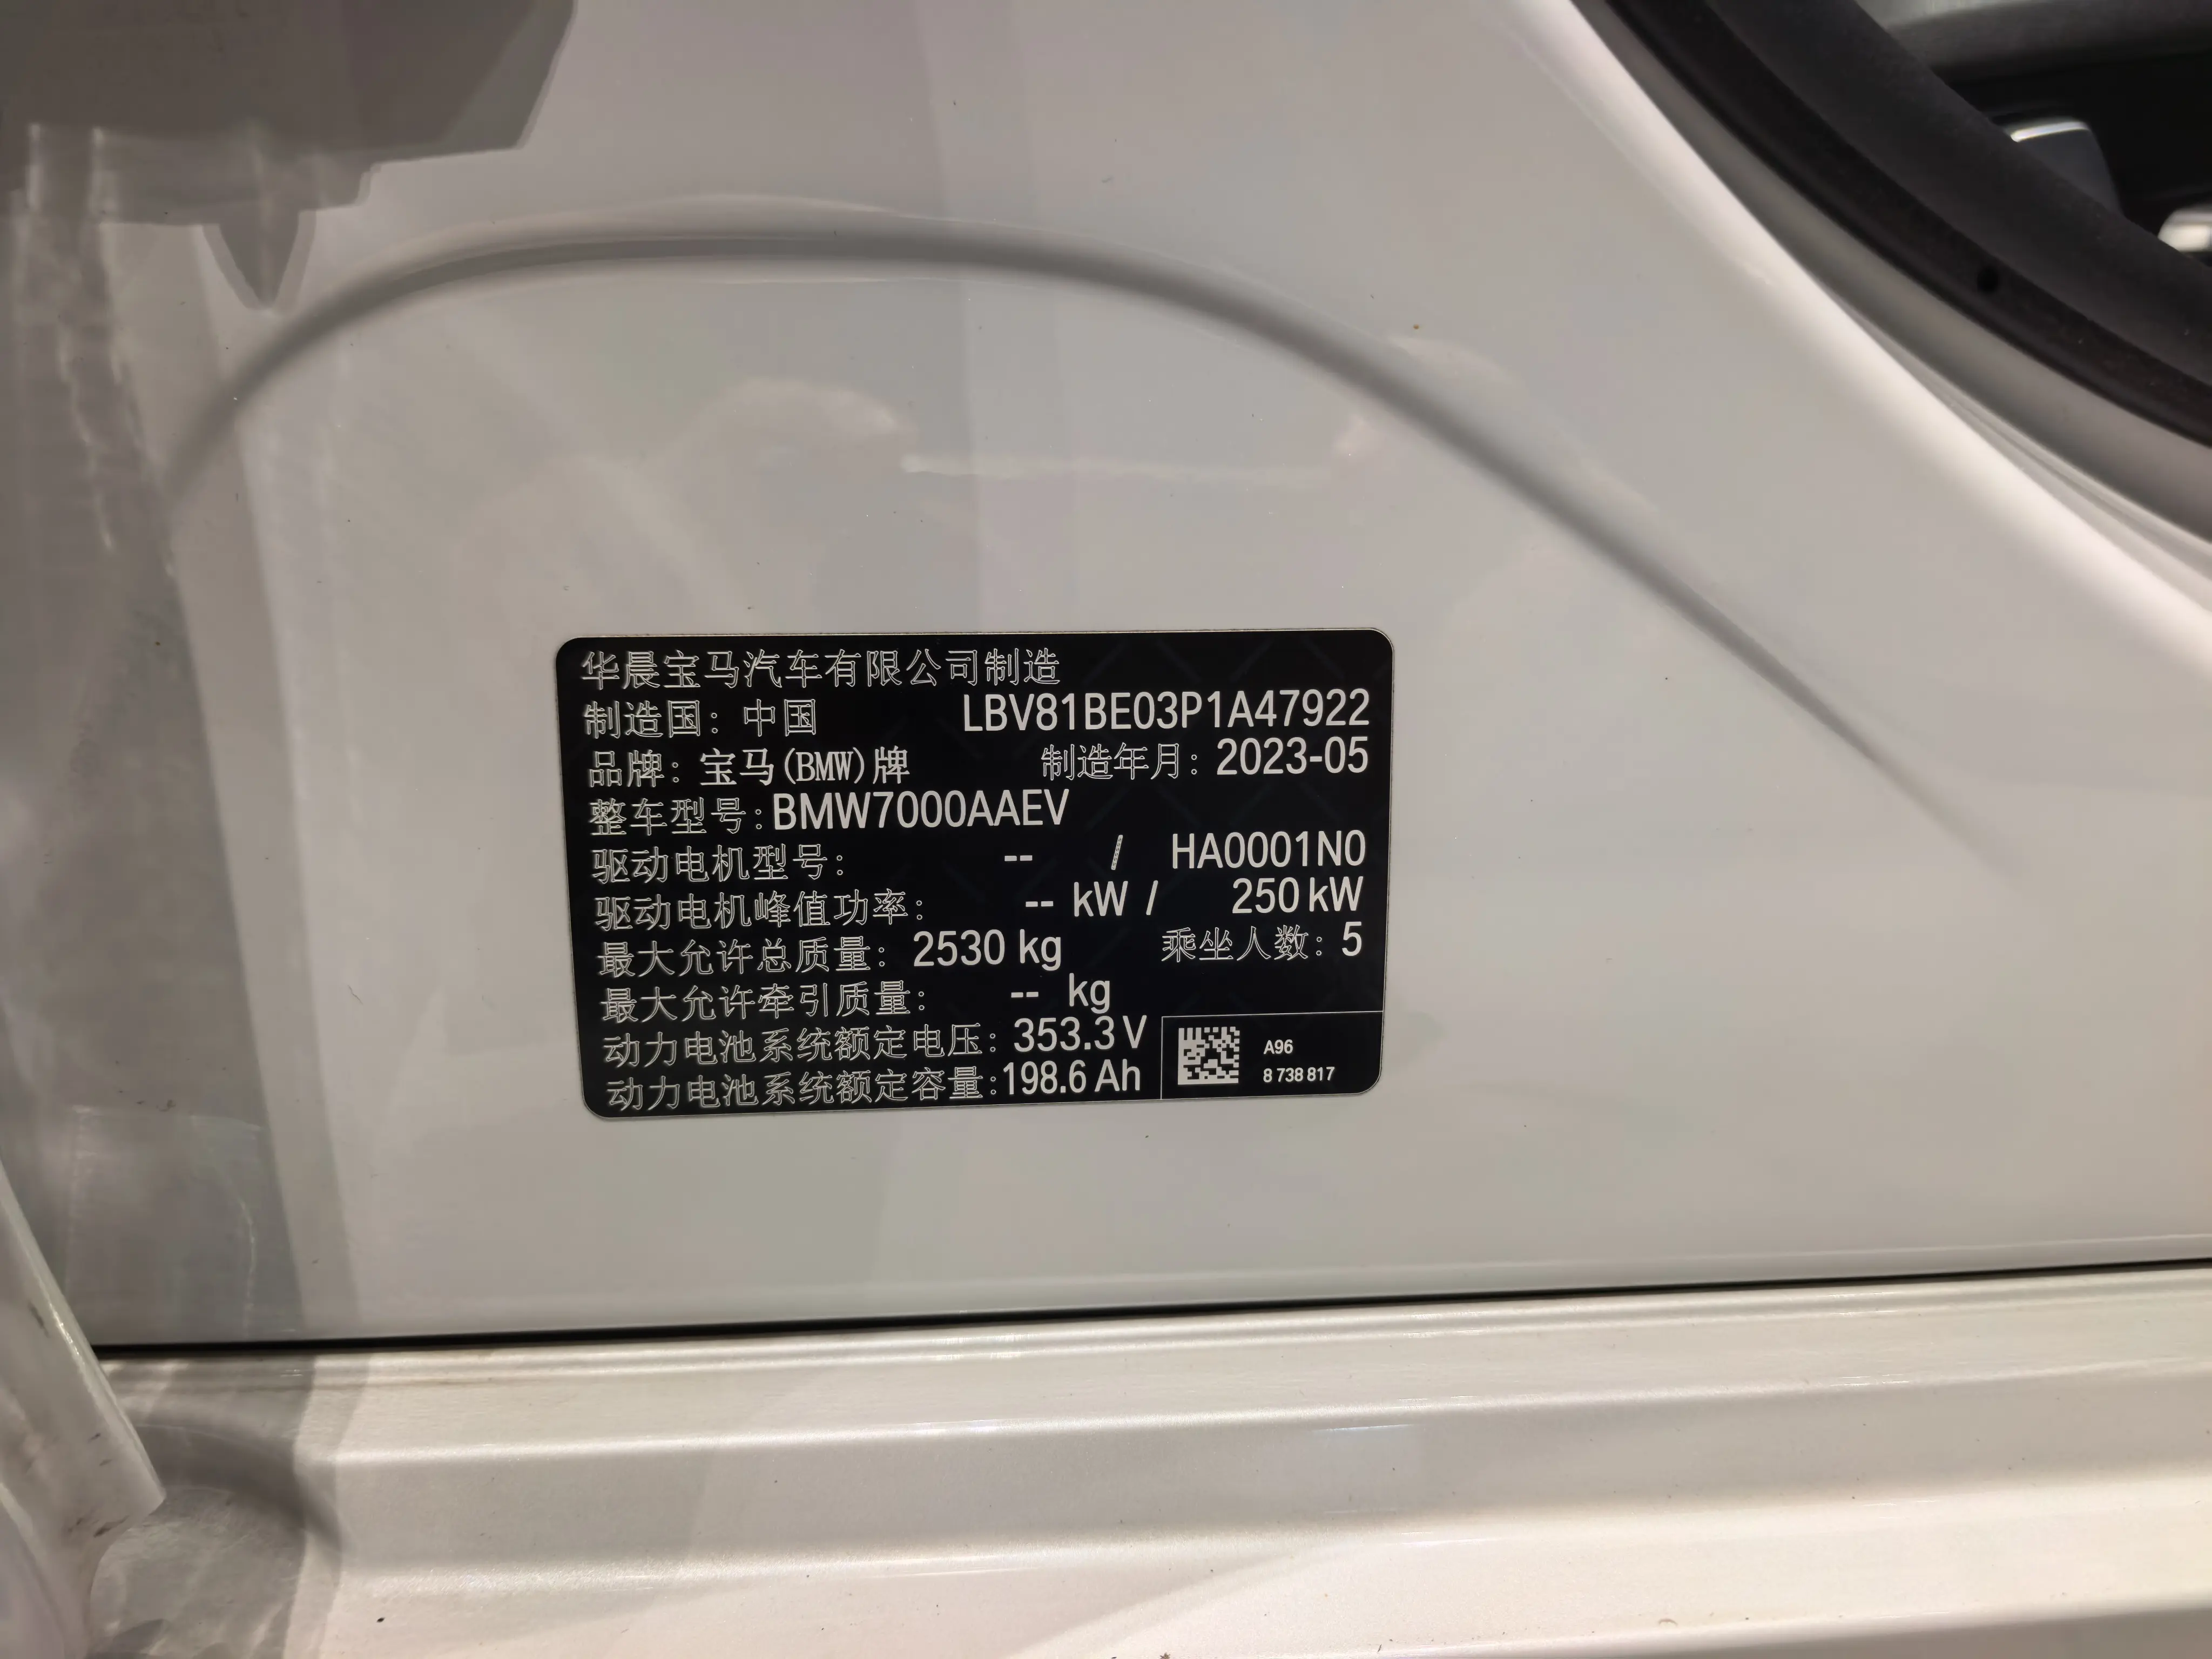 华晨宝马汽车有限公司制造
制造国：中国 LBV81BE03P1A47922
品牌：宝马(BMW)牌 制造年月：2023-05
整车型号:BMW7000AAEV
驱动电机型号： -- / HA0001N0
驱动电机峰值功率： -- kW / 250 kW
最大允许总质量：2530 kg 乘坐人数：5
最大允许牵引质量： -- kg
动力电池系统额定电压：353.3 V
动力电池系统额定容量:198.6 Ah
A96
8 738 817